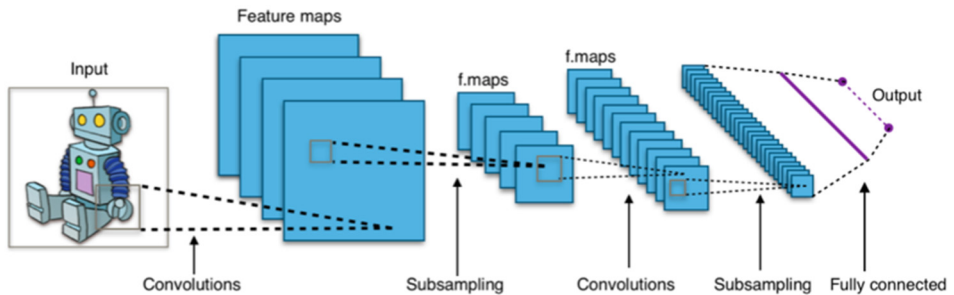 Feature maps
Input
f.maps
f.maps
Output
Convolutions
Subsampling
Convolutions
Subsampling
Fully connected